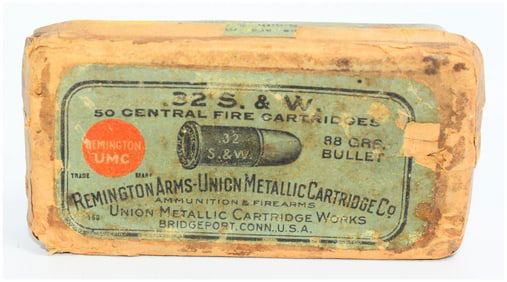 .32 S. & W.
50 CENTRAL FIRE CARTRIDGES
.32
S.&W.
88 GRS.
BULLET
REMINGTON
UMC
TRADE MARK
REMINGTON ARMS-UNION METALLIC CARTRIDGE CO
AMMUNITION & FIREARMS
UNION METALLIC CARTRIDGE WORKS
BRIDGEPORT, CONN. U.S.A.